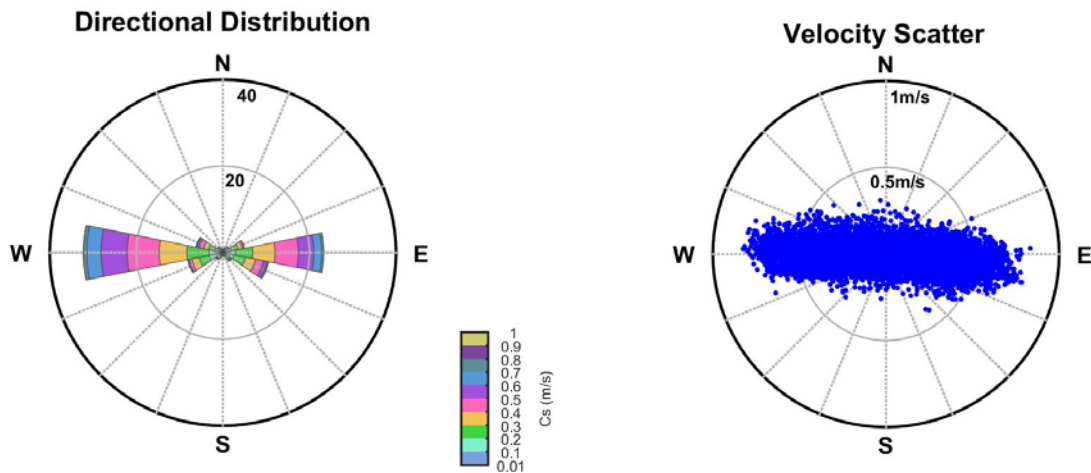 Directional Distribution
N
40
20
W
E
S
1
0.9
0.8
0.7
0.6
0.5
0.4
0.3
0.2
0.1
0.01
Cs (m/s)
Velocity Scatter
N
1m/s
0.5m/s
W
E
S